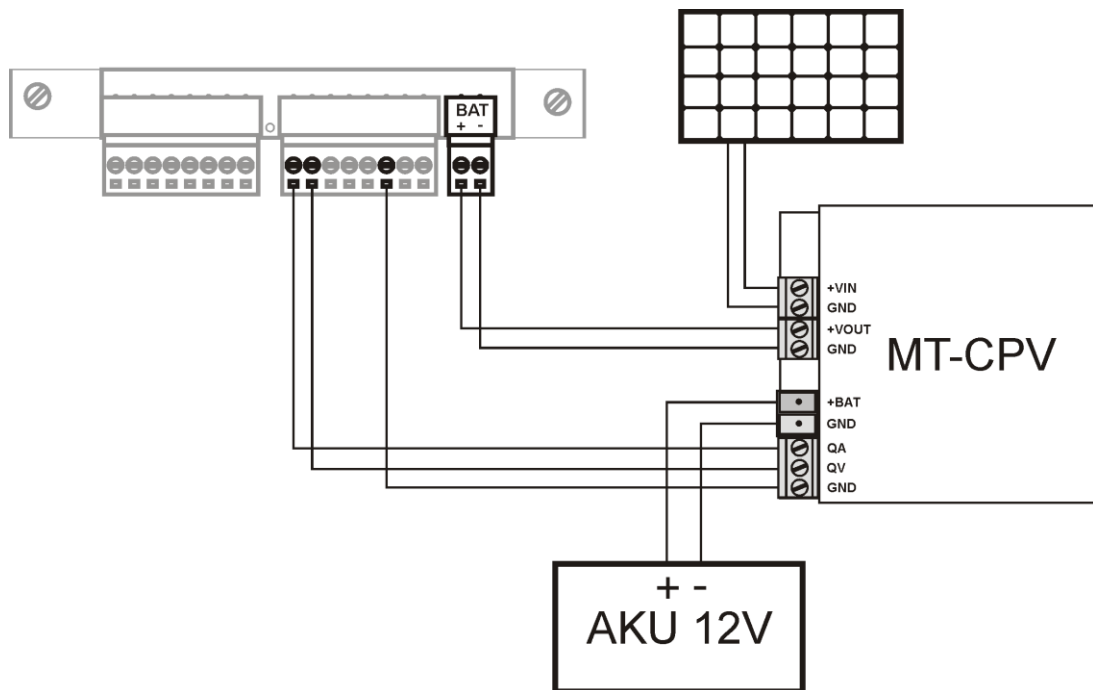 BAT
+ -
+VIN
GND
+VOUT
GND
MT-CPV
+BAT
GND
QA
QV
GND
+ -
AKU 12V